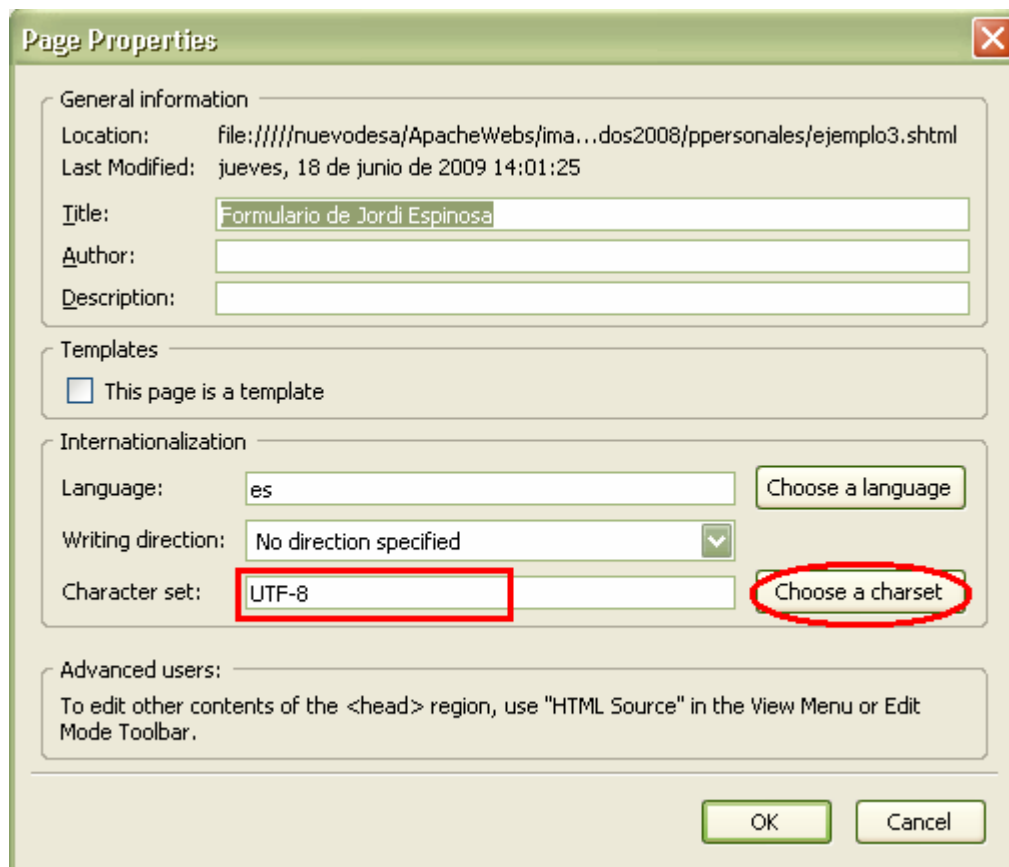 Page Properties
General information
Location: file://///nuevodesa/ApacheWebs/ima...dos2008/ppersonales/ejemplo3.shtml
Last Modified: jueves, 18 de junio de 2009 14:01:25
Title: Formulario de Jordi Espinosa
Author:
Description:
Templates
This page is a template
Internationalization
Language: es Choose a language
Writing direction: No direction specified
Character set: UTF-8 Choose a charset
Advanced users:
To edit other contents of the <head> region, use "HTML Source" in the View Menu or Edit
Mode Toolbar.
OK Cancel